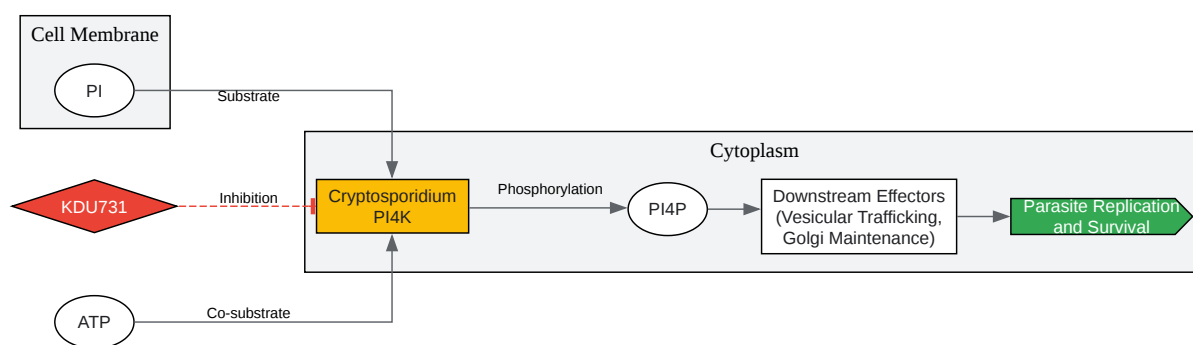 Cell Membrane
PI
Substrate
Cytoplasm
KDU731
Inhibition
Cryptosporidium
PI4K
Phosphorylation
PI4P
Downstream Effectors
(Vesicular Trafficking,
Golgi Maintenance)
Parasite Replication
and Survival
ATP
Co-substrate